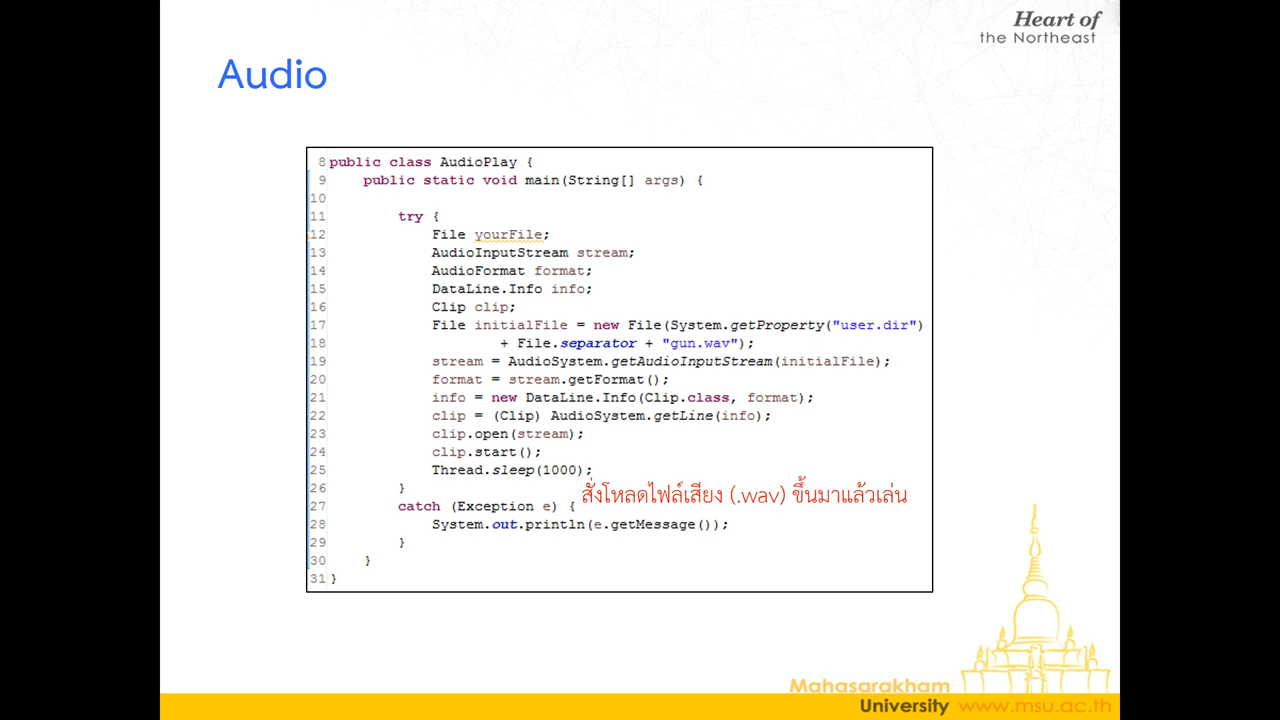 Heart of
the Northeast
Audio
8 public class AudioPlay {
9 public static void main(String[] args) {
10
11 try {
12 File yourFile;
13 AudioInputStream stream;
14 AudioFormat format;
15 DataLine.Info info;
16 Clip clip;
17 File initialFile = new File(System.getProperty("user.dir")
18 + File.separator + "gun.wav");
19 stream = AudioSystem.getAudioInputStream(initialFile);
20 format = stream.getFormat();
21 info = new DataLine.Info(Clip.class, format);
22 clip = (Clip) AudioSystem.getLine(info);
23 clip.open(stream);
24 clip.start();
25 Thread.sleep(1000);
26 }
สั่งโหลดไฟล์เสียง (.wav) ขึ้นมาแล้วเล่น
27 catch (Exception e) {
28 System.out.println(e.getMessage());
29 }
30 }
31 }
Mahasarakham
University www.msu.ac.th